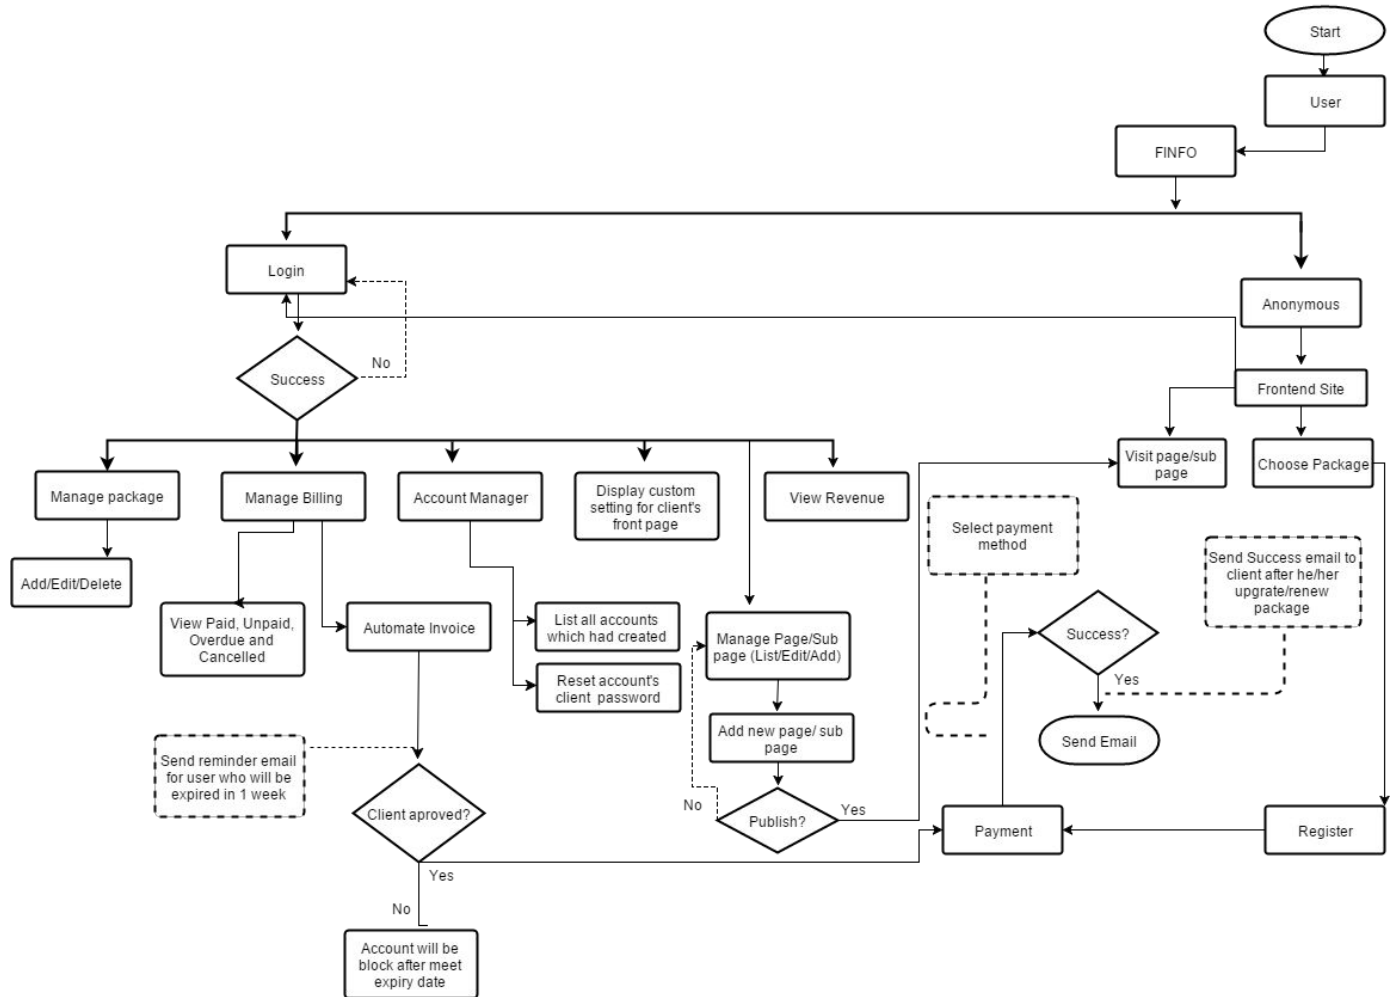 Start
User
FINFO
Login
Anonymous
No
Success
Frontend Site
Visit page/sub
page
Choose Package
Manage package
Manage Billing
Account Manager
Display custom
setting for client's
front page
View Revenue
Select payment
method
Send Success email to
client after he/her
upgrate/renew
package
Add/Edit/Delete
View Paid, Unpaid,
Overdue and
Cancelled
Automate Invoice
List all accounts
which had created
Reset account's
client password
Manage Page/Sub
page (List/Edit/Add)
Success?
Yes
Add new page/ sub
page
Send Email
Send reminder email
for user who will be
expired in 1 week
Client aproved?
No
Publish?
Yes
Payment
Register
Yes
No
Account will be
block after meet
expiry date